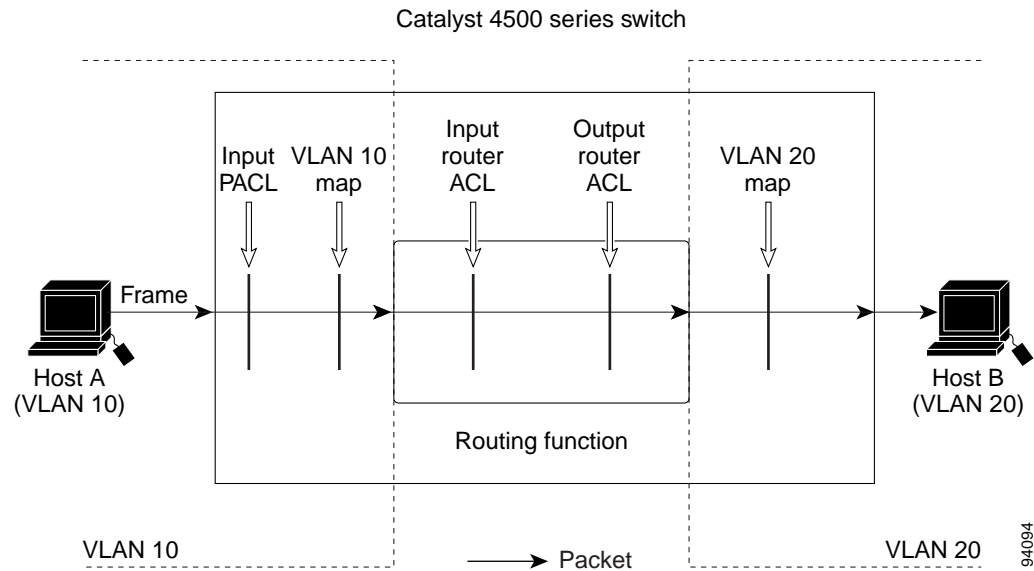 Catalyst 4500 series switch
Input
PACL
VLAN 10
map
Input
router
ACL
Output
router
ACL
VLAN 20
map
Frame
Host A
(VLAN 10)
Host B
(VLAN 20)
Routing function
VLAN 10
Packet
VLAN 20
94094